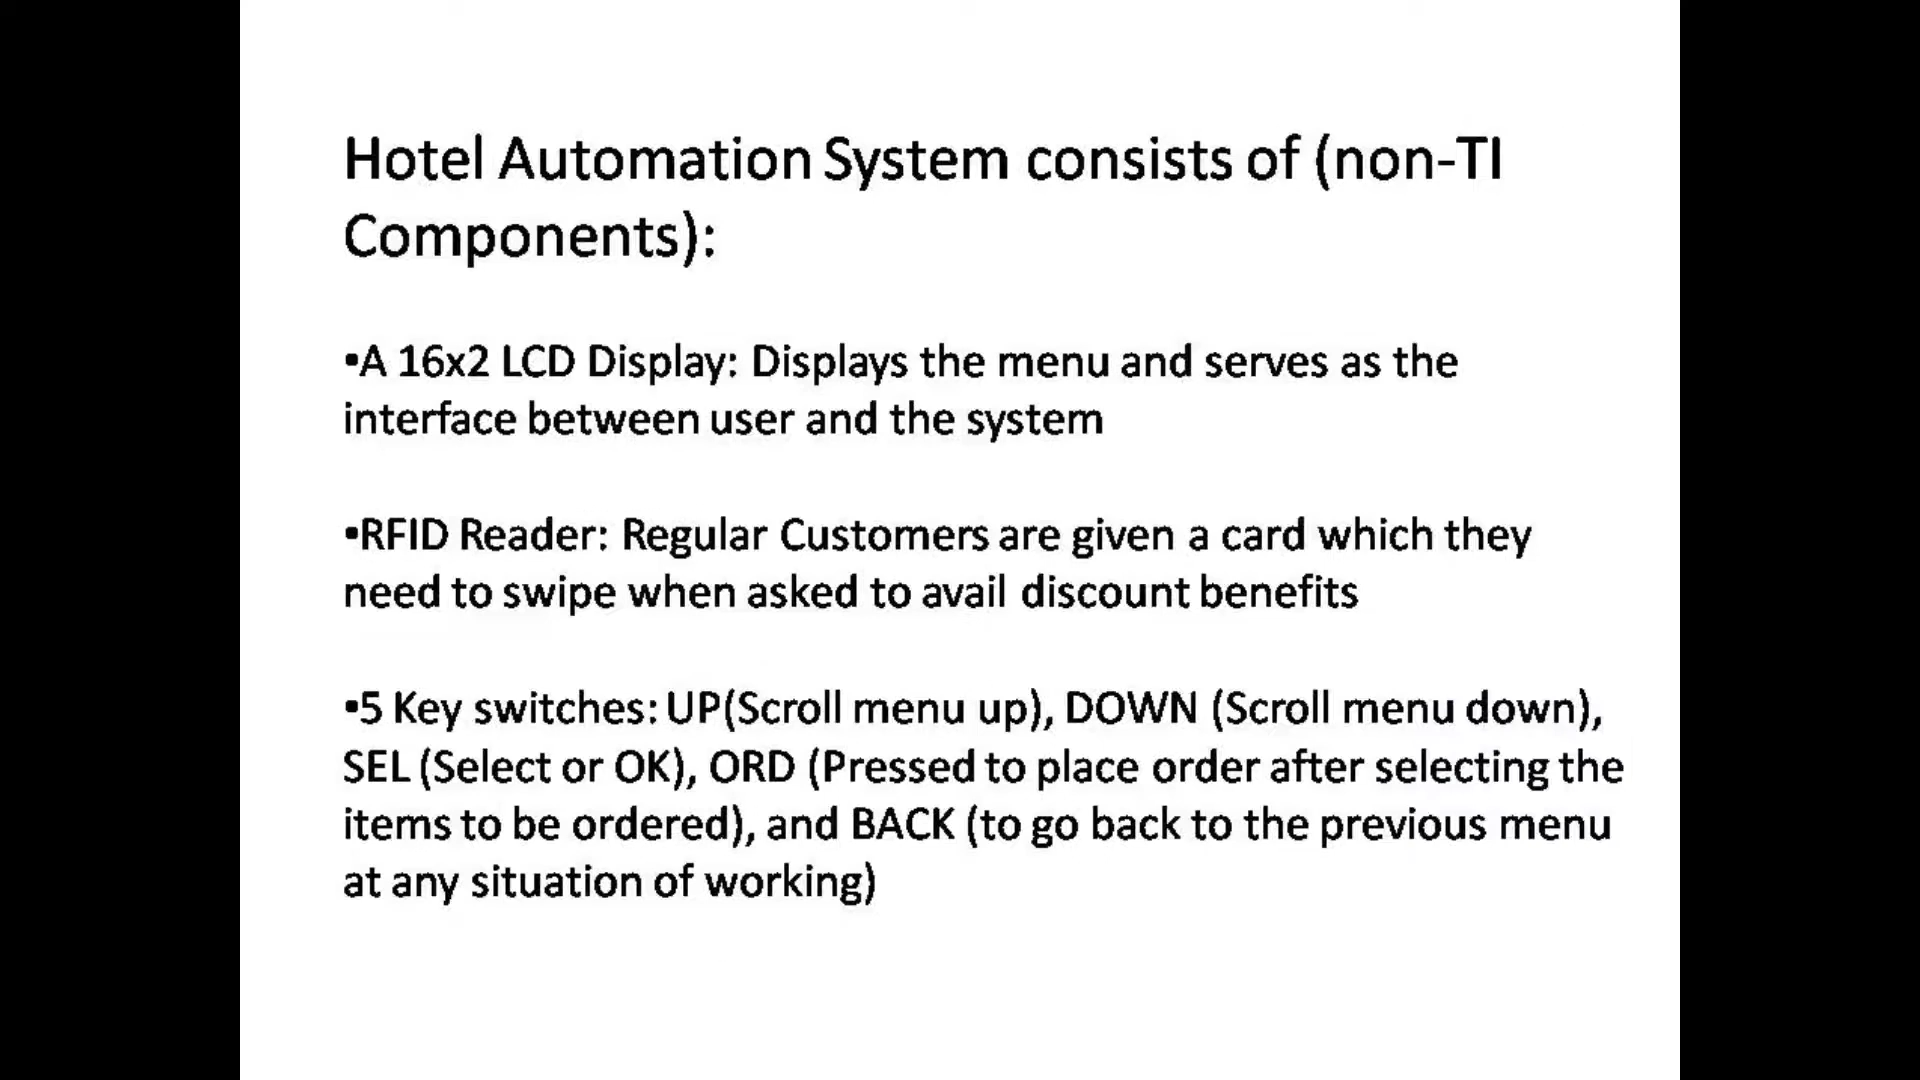 Hotel Automation System consists of (non-TI
Components):
•A 16x2 LCD Display: Displays the menu and serves as the
interface between user and the system
•RFID Reader: Regular Customers are given a card which they
need to swipe when asked to avail discount benefits
•5 Key switches: UP(Scroll menu up), DOWN (Scroll menu down),
SEL (Select or OK), ORD (Pressed to place order after selecting the
items to be ordered), and BACK (to go back to the previous menu
at any situation of working)